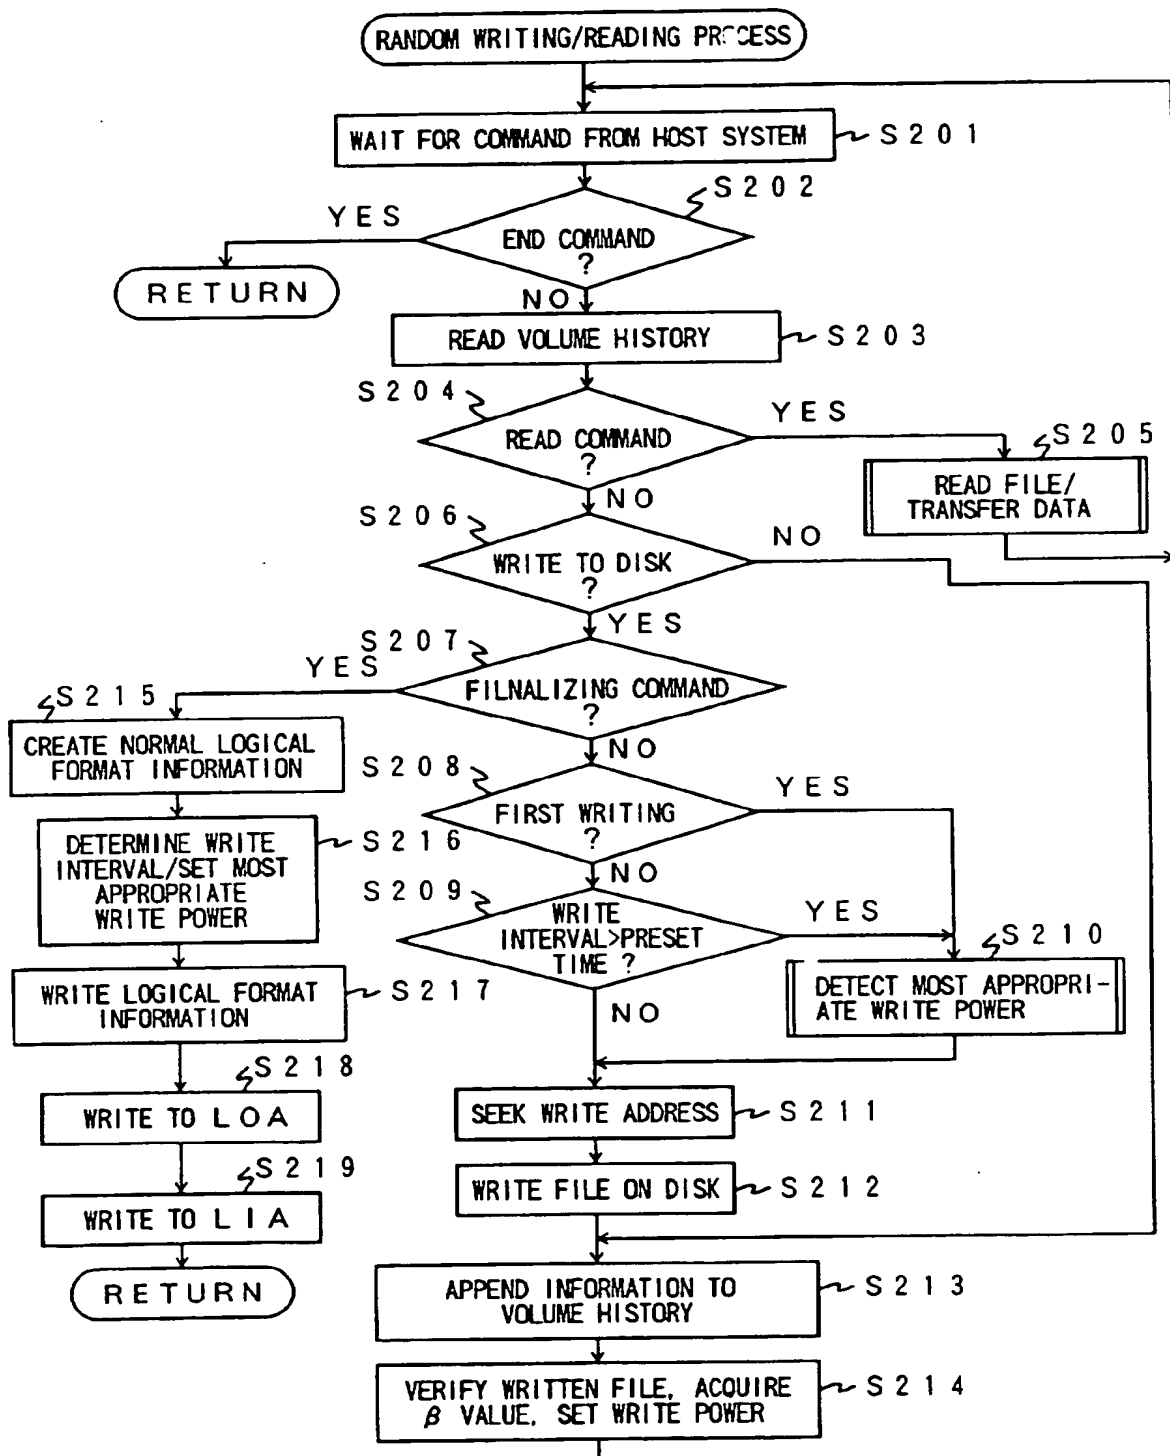 RANDOM WRITING/READING PROCESS
WAIT FOR COMMAND FROM HOST SYSTEM
S201
S202
YES
END COMMAND
?
RETURN
NO
READ VOLUME HISTORY
S203
S204
YES
READ COMMAND
?
S205
READ FILE/
TRANSFER DATA
NO
S206
NO
WRITE TO DISK
?
YES
S207
YES
FILNALIZING COMMAND
?
S215
CREATE NORMAL LOGICAL
FORMAT INFORMATION
NO
S208
YES
FIRST WRITING
?
DETERMINE WRITE
INTERVAL/SET MOST
APPROPRIATE
WRITE POWER
S216
NO
S209
YES
WRITE
INTERVAL>PRESET
TIME ?
S210
DETECT MOST APPROPRI-
ATE WRITE POWER
WRITE LOGICAL FORMAT
INFORMATION
S217
NO
S218
WRITE TO LOA
SEEK WRITE ADDRESS
S211
S219
WRITE TO LIA
WRITE FILE ON DISK
S212
RETURN
APPEND INFORMATION TO
VOLUME HISTORY
S213
VERIFY WRITTEN FILE, ACQUIRE
β VALUE, SET WRITE POWER
S214